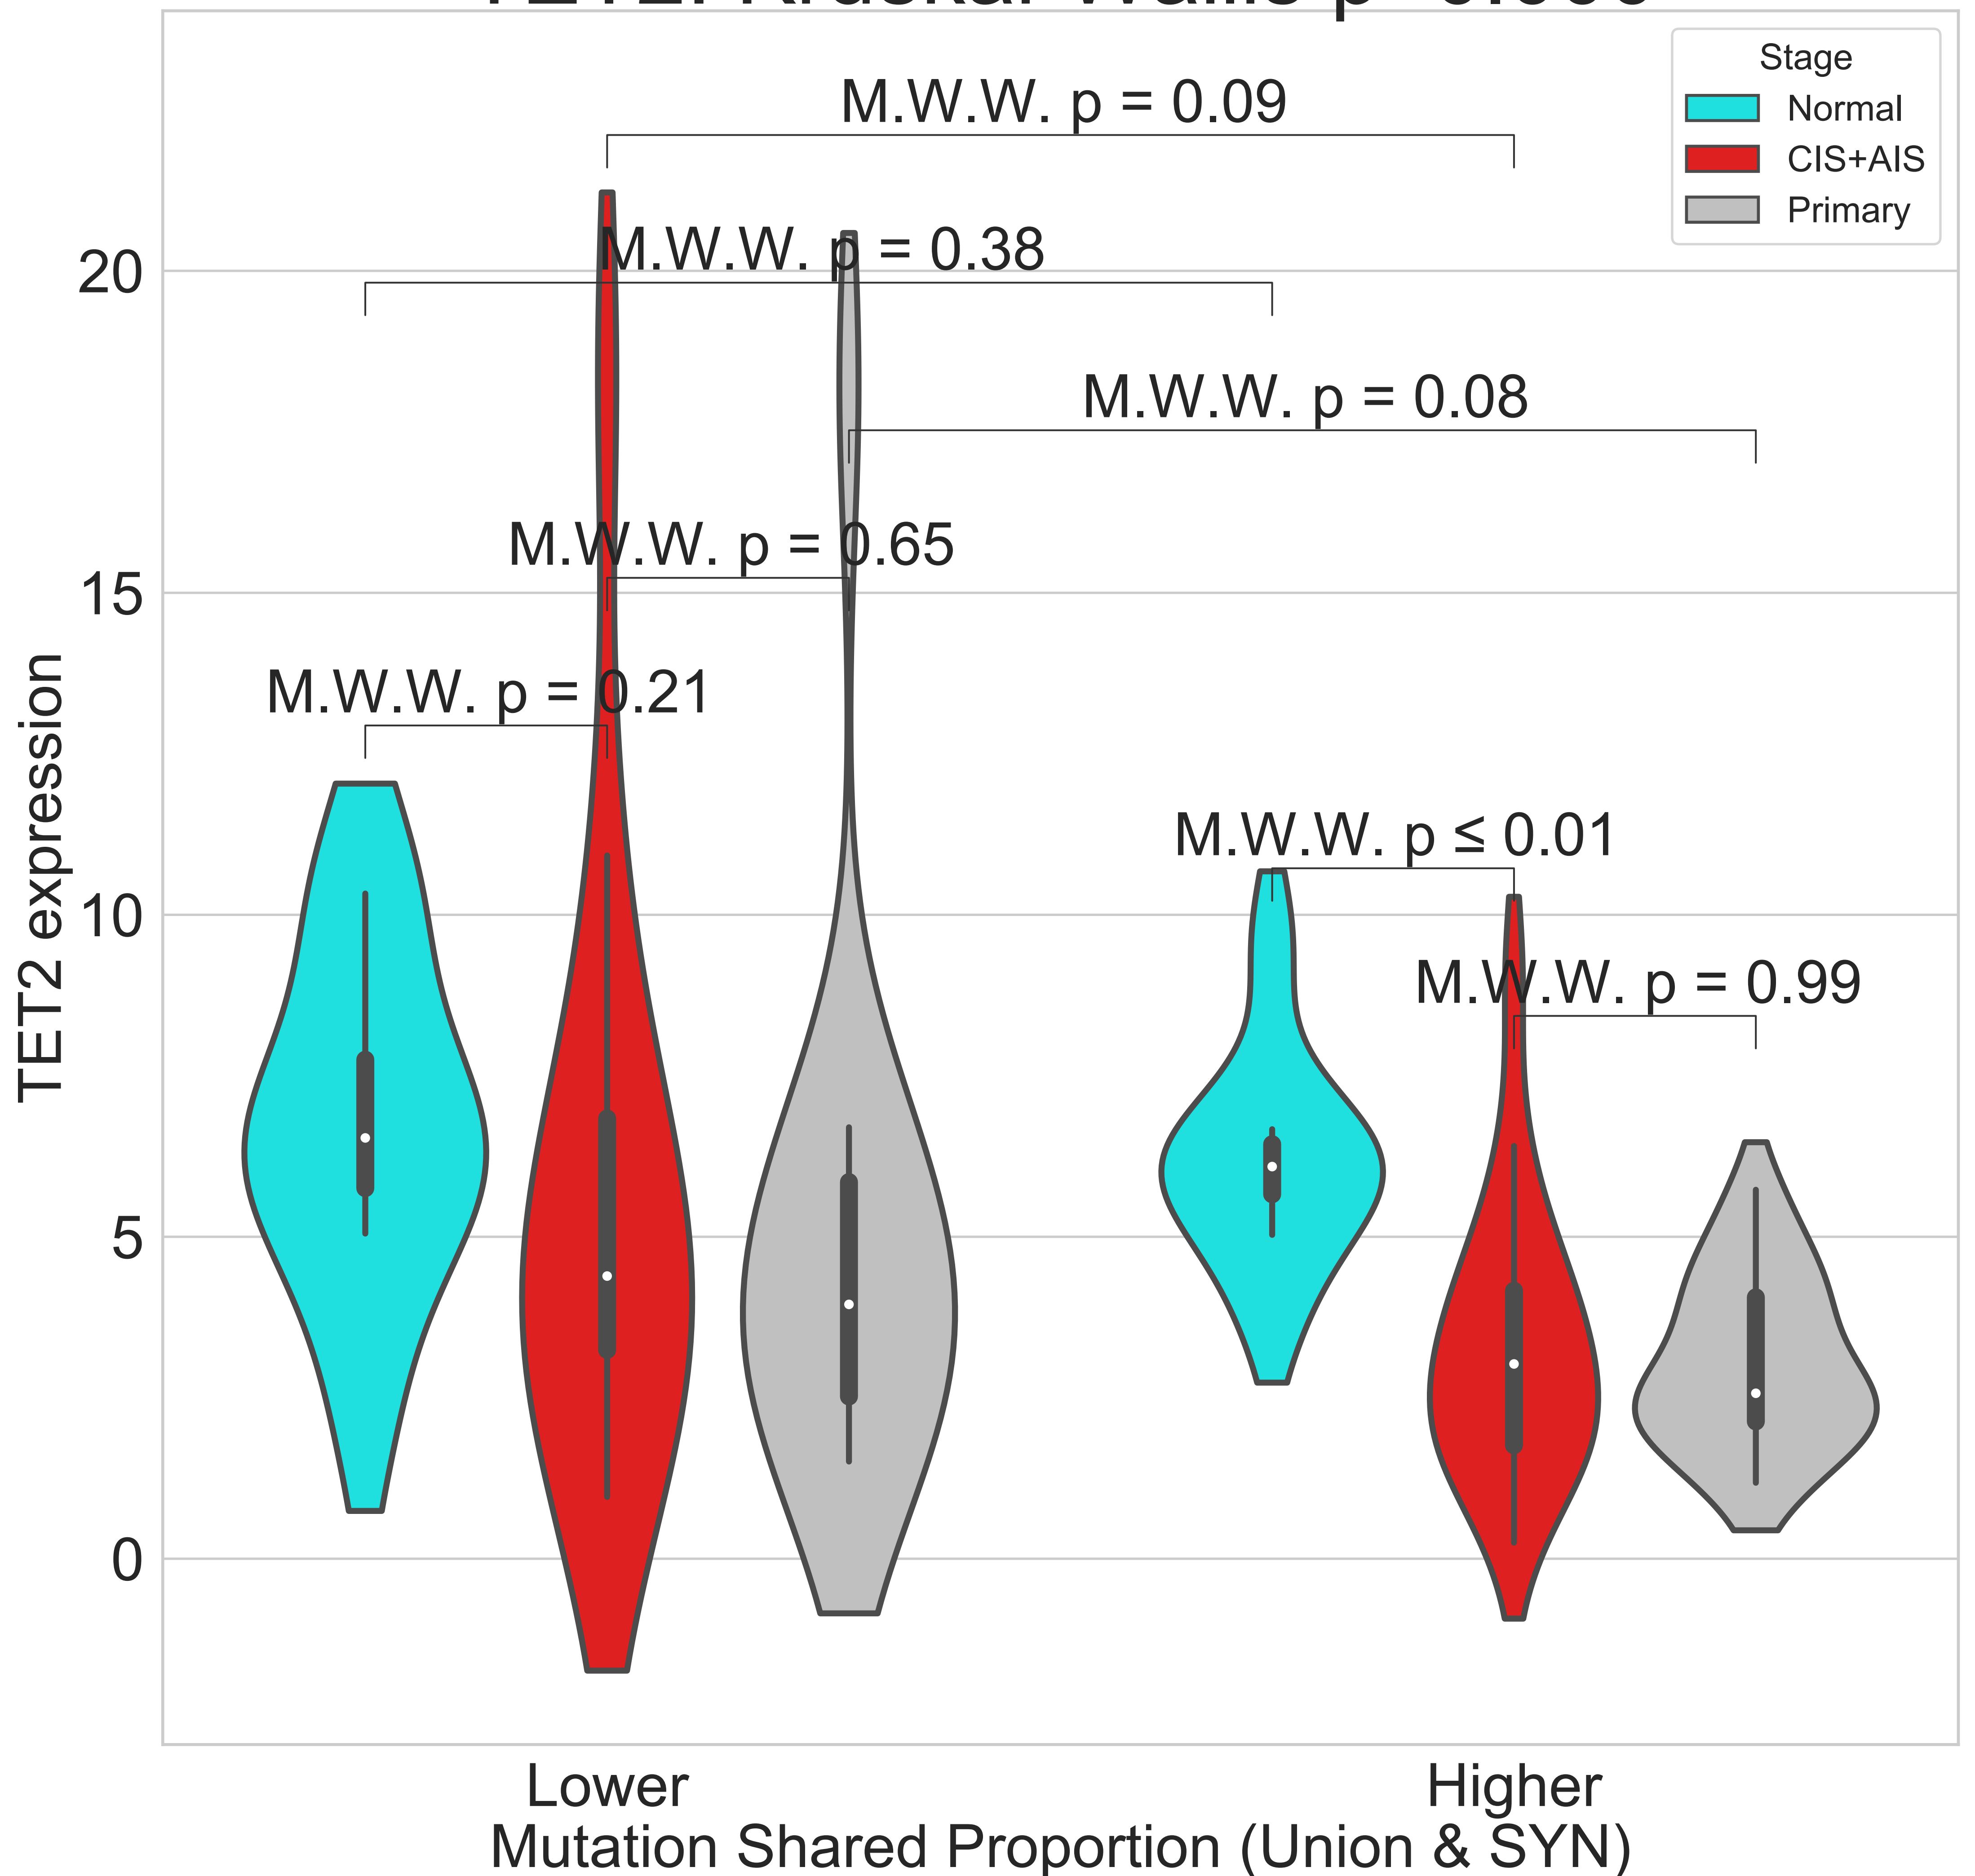 Stage
Normal
CIS+AIS
Primary
M.W.W. p = 0.09
M.W.W. p = 0.38
M.W.W. p = 0.08
M.W.W. p = 0.65
M.W.W. p = 0.21
M.W.W. p ≤ 0.01
M.W.W. p = 0.99
TET2 expression
20
15
10
5
0
Lower
Higher
Mutation Shared Proportion (Union & SYN)